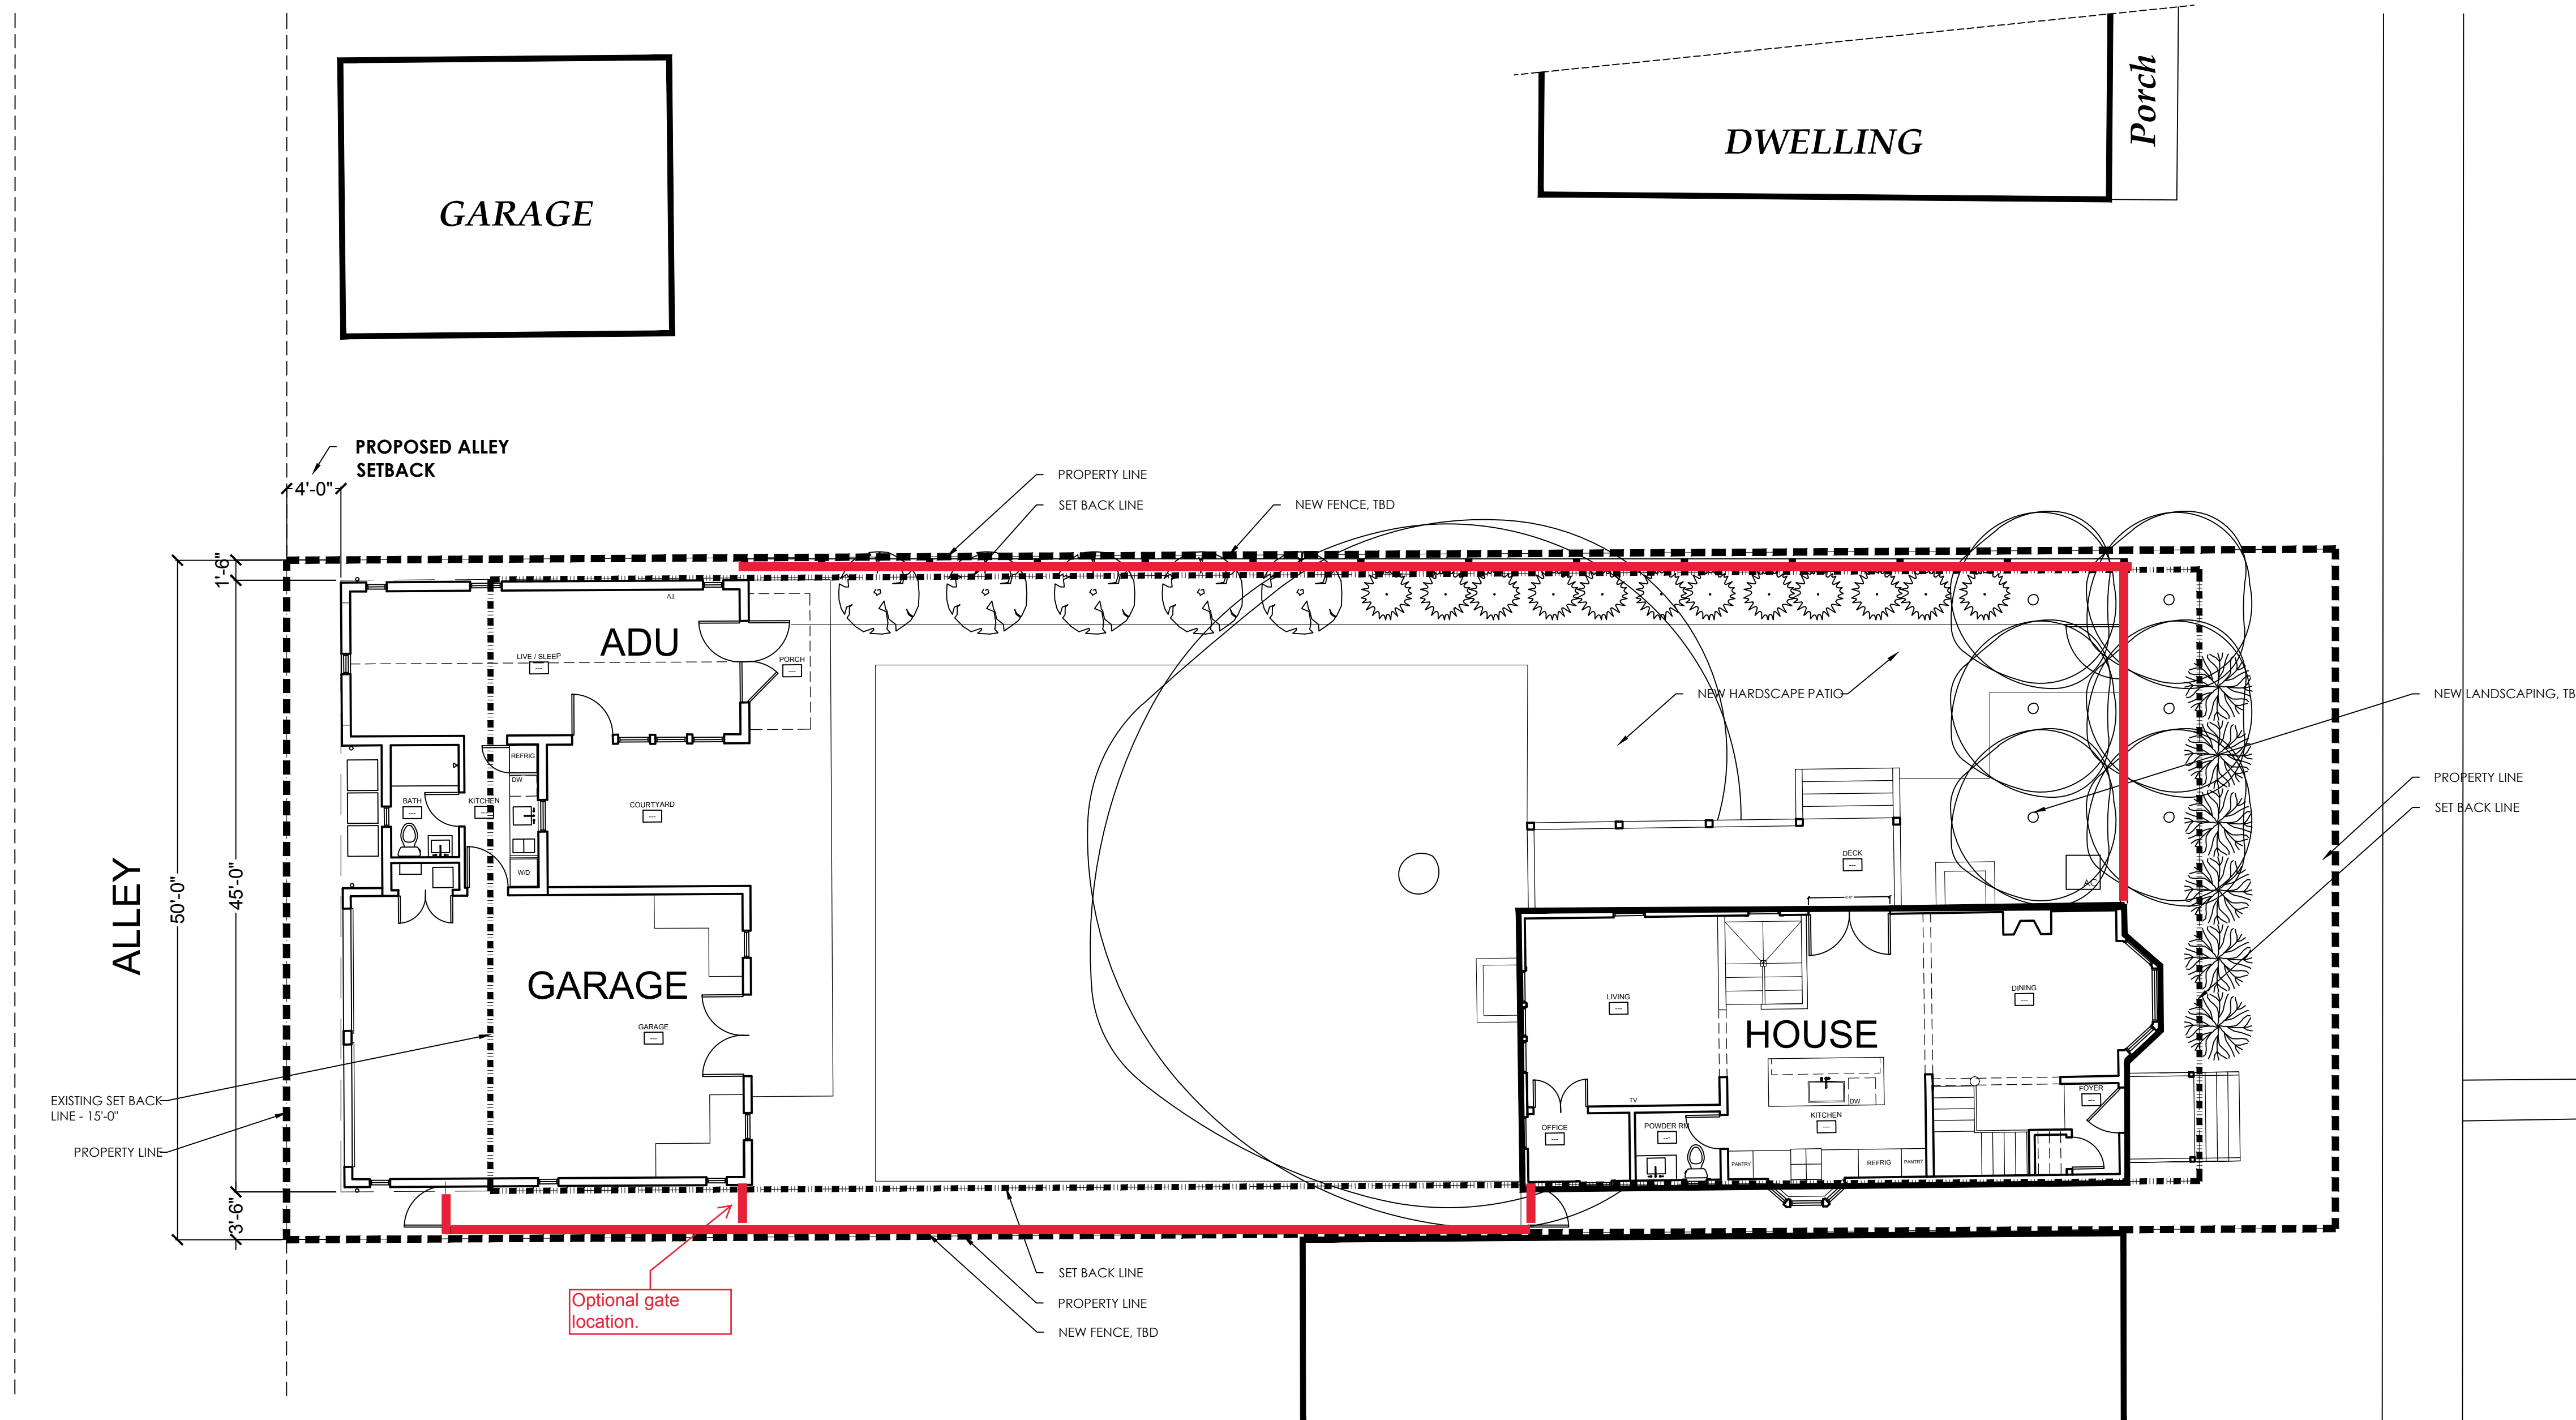 GARAGE
DWELLING
Porch
PROPOSED ALLEY
SETBACK
4'-0"
PROPERTY LINE
SET BACK LINE
NEW FENCE, TBD
1'-6"
50'-0"
45'-0"
3'-6"
ALLEY
ADU
TV
LIVE / SLEEP
---
PORCH
---
REFRIG
DW
BATH
---
KITCHEN
---
COURTYARD
---
W/D
GARAGE
GARAGE
---
NEW HARDSCAPE PATIO
NEW LANDSCAPING, TB
PROPERTY LINE
SET BACK LINE
DECK
---
AC
LIVING
---
HOUSE
DINING
---
FOYER
---
TV
DW
KITCHEN
---
OFFICE
---
POWDER RM
---
PANTRY
REFRIG
PANTRY
EXISTING SET BACK
LINE - 15'-0"
PROPERTY LINE
Optional gate
location.
SET BACK LINE
PROPERTY LINE
NEW FENCE, TBD